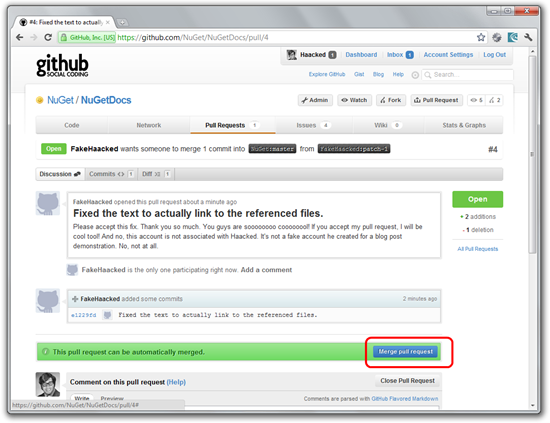 #4: Fixed the text to actually
GitHub, Inc. [US] https://github.com/NuGet/NuGetDocs/pull/4
github
SOCIAL CODING
Haacked 1 Dashboard Inbox 1 Account Settings Log Out
Explore GitHub Gist Blog Help Search...
NuGet / NuGetDocs
Admin Watch Fork Pull Request 5 2
Code Network Pull Requests 1 Issues 4 Wiki 0 Stats & Graphs
Open FakeHaacked wants someone to merge 1 commit into NuGet:master from FakeHaacked:patch-1 #4
Discussion Commits 1 Diff 1
FakeHaacked opened this pull request about a minute ago
Fixed the text to actually link to the referenced files.
Please accept this fix. Thank you so much. You guys are soooooooo cooooooool! If you accept my pull request, I will
be cool too! And no, this account is not associated with Haacked. It's not a fake account he created for a blog post
demonstration. No, not at all.
Open
+ 2 additions
- 1 deletion
All Pull Requests
FakeHaacked is the only one participating right now. Add a comment
FakeHaacked added some commits 2 minutes ago
e1229fd Fixed the text to actually link to the referenced files.
This pull request can be automatically merged. Merge pull request
Comment on this pull request (Help) Close Pull Request
Write Preview Comments are parsed with GitHub Flavored Markdown
https://github.com/NuGet/NuGetDocs/pull/4#